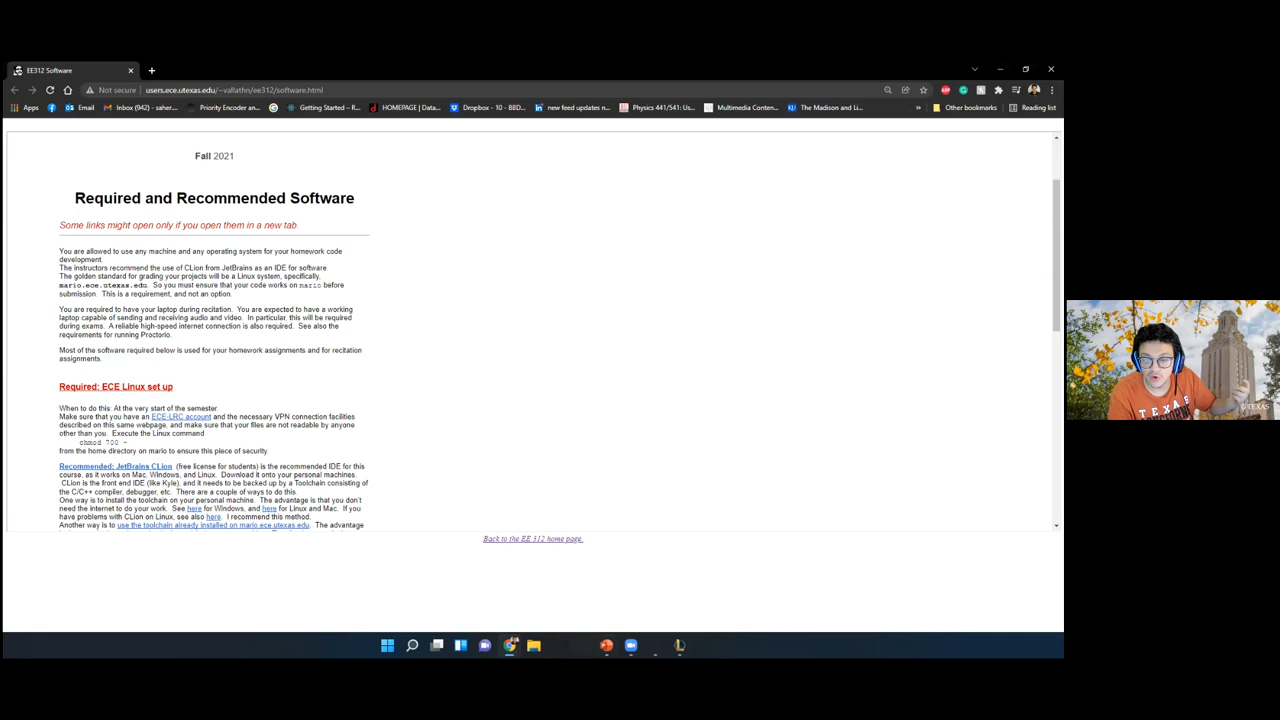 EE312 Software
Not secure users.ece.utexas.edu/~vallathn/ee312/software.html
Apps Email Inbox (942) - saher.... Priority Encoder an... Getting Started – R... HOMEPAGE | Data... Dropbox - 10 - BBD... new feed updates n... Physics 441/541: Us... Multimedia Conten... The Madison and Li... » Other bookmarks Reading list
Fall 2021
Required and Recommended Software
Some links might open only if you open them in a new tab.
You are allowed to use any machine and any operating system for your homework code
development.
The instructors recommend the use of CLion from JetBrains as an IDE for software.
The golden standard for grading your projects will be a Linux system, specifically,
mario.ece.utexas.edu. So you must ensure that your code works on mario before
submission. This is a requirement, and not an option.
You are required to have your laptop during recitation. You are expected to have a working
laptop capable of sending and receiving audio and video. In particular, this will be required
during exams. A reliable high-speed internet connection is also required. See also the
requirements for running Proctorio.
Most of the software required below is used for your homework assignments and for recitation
assignments.
Required: ECE Linux set up
When to do this: At the very start of the semester.
Make sure that you have an ECE-LRC account and the necessary VPN connection facilities
described on this same webpage, and make sure that your files are not readable by anyone
other than you. Execute the Linux command
chmod 700 ~
from the home directory on mario to ensure this piece of security.
Recommended: JetBrains CLion (free license for students) is the recommended IDE for this
course, as it works on Mac, Windows, and Linux. Download it onto your personal machines.
CLion is the front end IDE (like Kyle), and it needs to be backed up by a Toolchain consisting of
the C/C++ compiler, debugger, etc. There are a couple of ways to do this.
One way is to install the toolchain on your personal machine. The advantage is that you don't
need the internet to do your work. See here for Windows, and here for Linux and Mac. If you
have problems with CLion on Linux, see also here. I recommend this method.
Another way is to use the toolchain already installed on mario.ece.utexas.edu. The advantage
Back to the EE 312 home page.
TEXAS
TEXAS